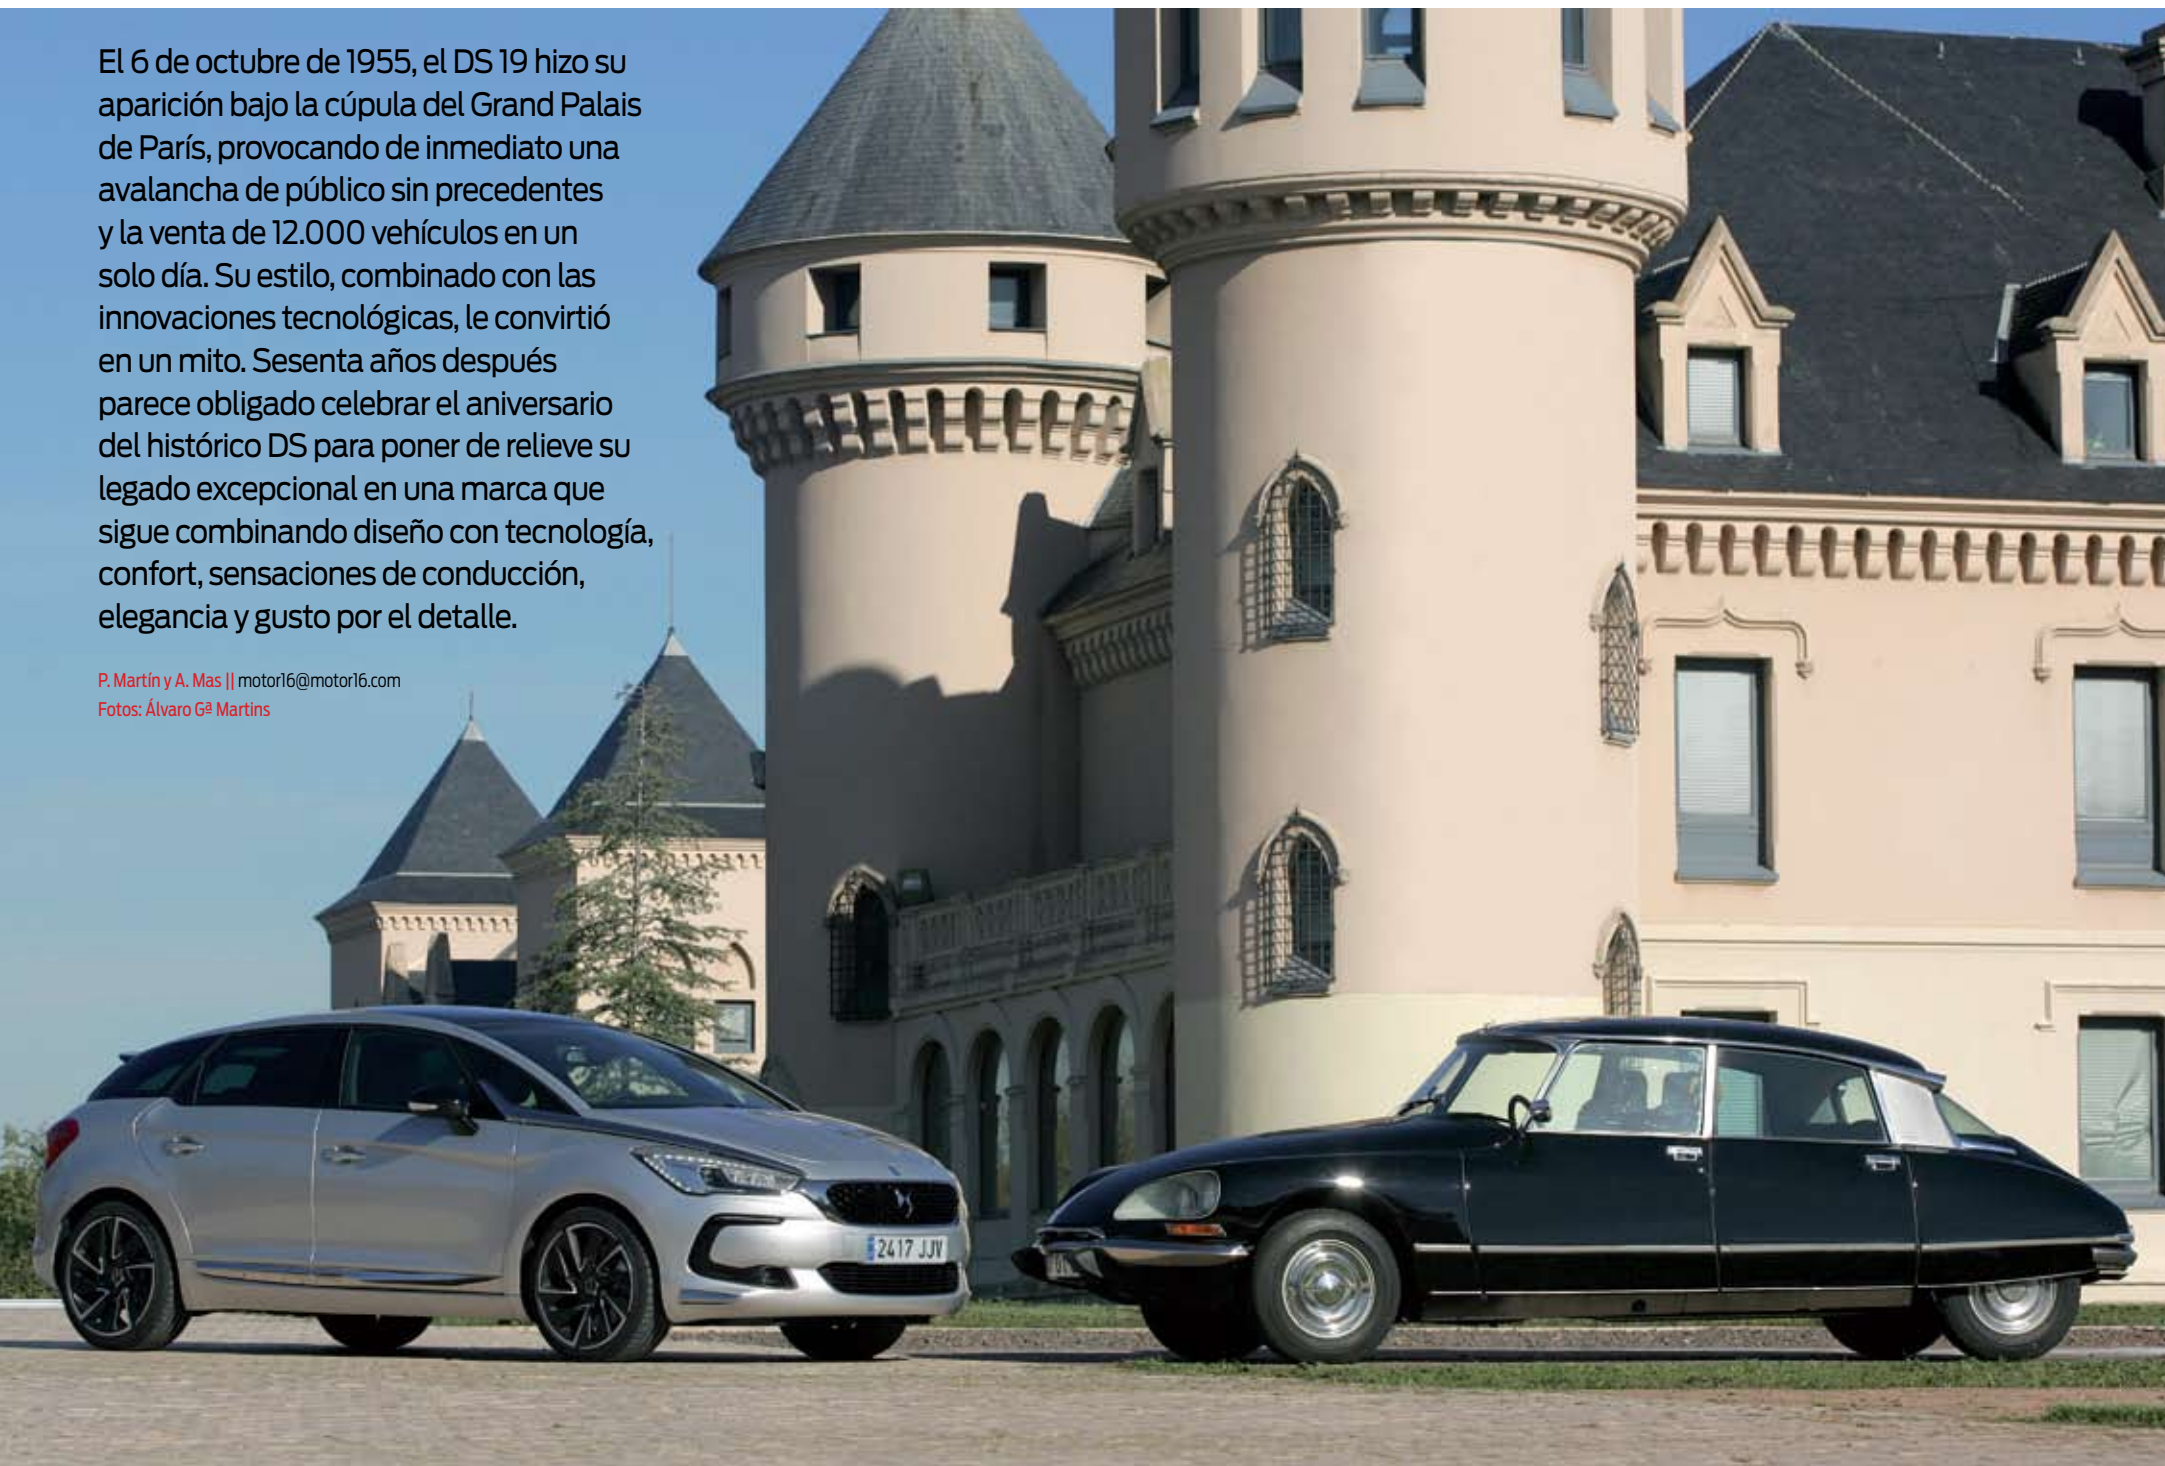 El 6 de octubre de 1955, el DS 19 hizo su
aparición bajo la cúpula del Grand Palais
de París, provocando de inmediato una
avalancha de público sin precedentes
y la venta de 12.000 vehículos en un
solo día. Su estilo, combinado con las
innovaciones tecnológicas, le convirtió
en un mito. Sesenta años después
parece obligado celebrar el aniversario
del histórico DS para poner de relieve su
legado excepcional en una marca que
sigue combinando diseño con tecnología,
confort, sensaciones de conducción,
elegancia y gusto por el detalle.
P. Martín y A. Mas || motor16@motor16.com
Fotos: Álvaro Gª Martins
2417 JJV